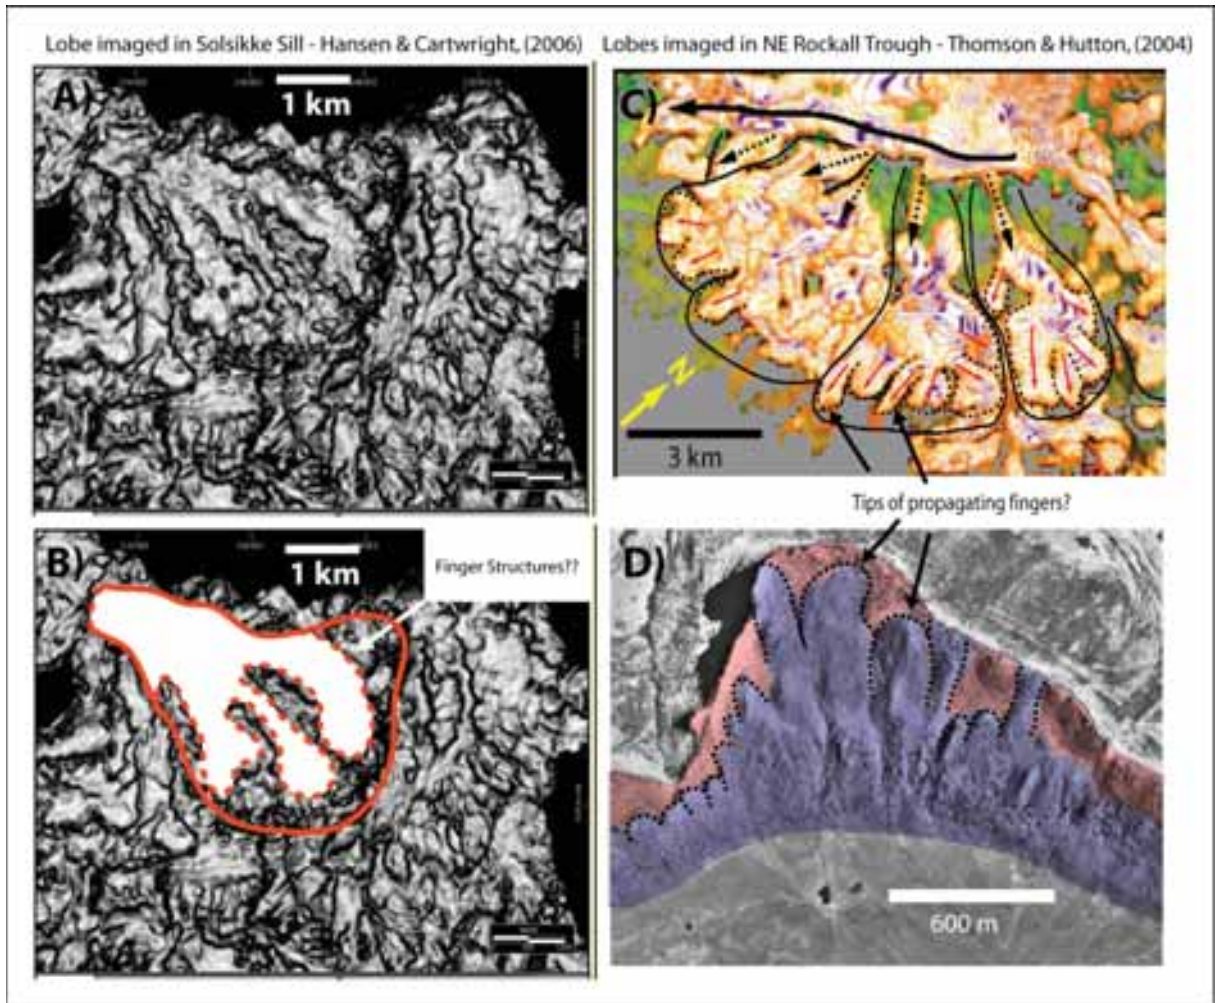 Lobe imaged in Solsikke Sill - Hansen & Cartwright, (2006)
Lobes imaged in NE Rockall Trough - Thomson & Hutton, (2004)
A)
1 km
C)
N
3 km
Tips of propagating fingers?
B)
1 km
Finger Structures??
D)
600 m